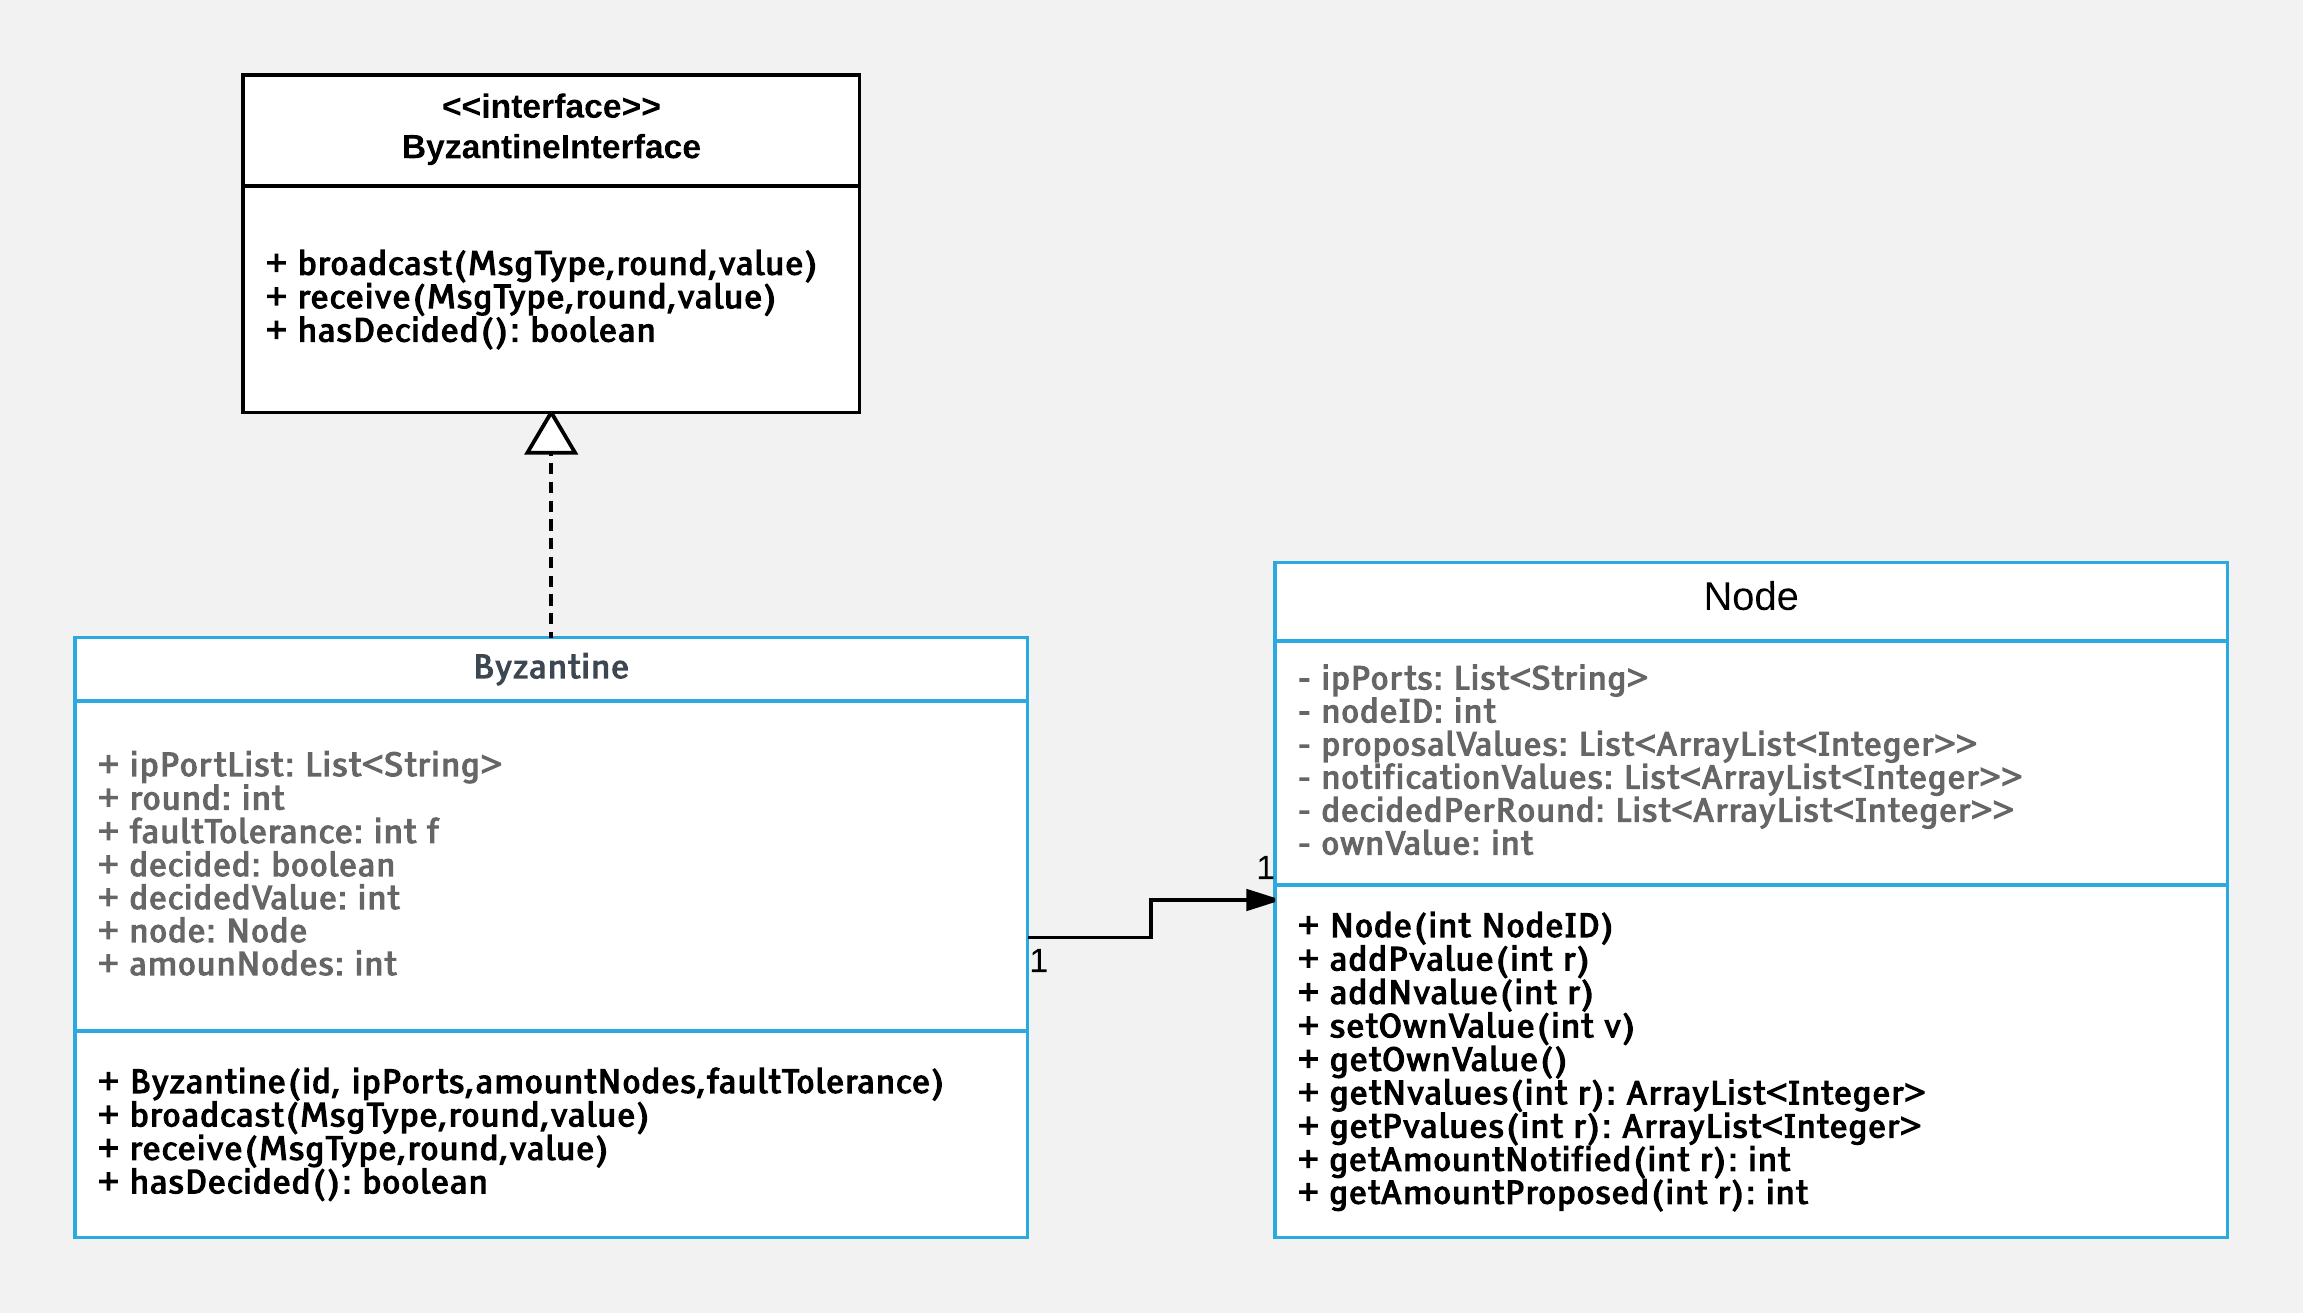 <<interface>>
ByzantineInterface
+ broadcast(MsgType,round,value)
+ receive(MsgType,round,value)
+ hasDecided(): boolean
Byzantine
+ ipPortList: List<String>
+ round: int
+ faultTolerance: int f
+ decided: boolean
+ decidedValue: int
+ node: Node
+ amounNodes: int
+ Byzantine(id, ipPorts,amountNodes,faultTolerance)
+ broadcast(MsgType,round,value)
+ receive(MsgType,round,value)
+ hasDecided(): boolean
1
1
Node
- ipPorts: List<String>
- nodeID: int
- proposalValues: List<ArrayList<Integer>>
- notificationValues: List<ArrayList<Integer>>
- decidedPerRound: List<ArrayList<Integer>>
- ownValue: int
+ Node(int NodeID)
+ addPvalue(int r)
+ addNvalue(int r)
+ setOwnValue(int v)
+ getOwnValue()
+ getNvalues(int r): ArrayList<Integer>
+ getPvalues(int r): ArrayList<Integer>
+ getAmountNotified(int r): int
+ getAmountProposed(int r): int